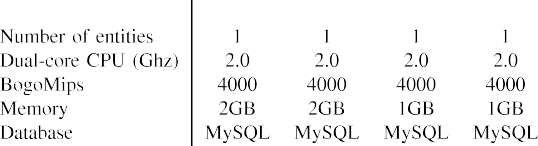 Number of entities 1 1 1 1
Dual-core CPU (Ghz) 2.0 2.0 2.0 2.0
BogoMips 4000 4000 4000 4000
Memory 2GB 2GB 1GB 1GB
Database MySQL MySQL MySQL MySQL